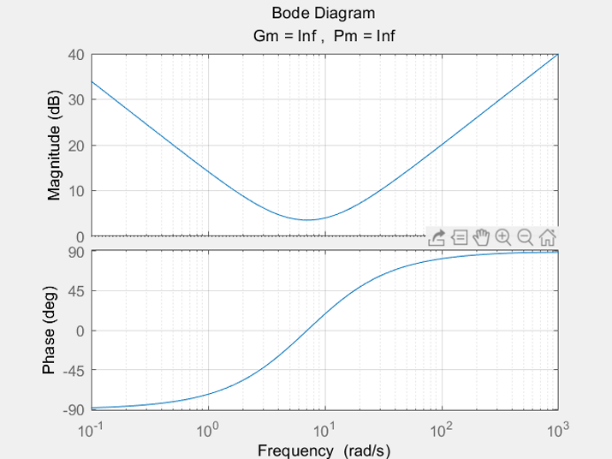 Bode Diagram
Gm = Inf , Pm = Inf
Magnitude (dB)
40
30
20
10
0
Phase (deg)
90
45
0
-45
-90
10^-1 10^0 10^1 10^2 10^3
Frequency (rad/s)